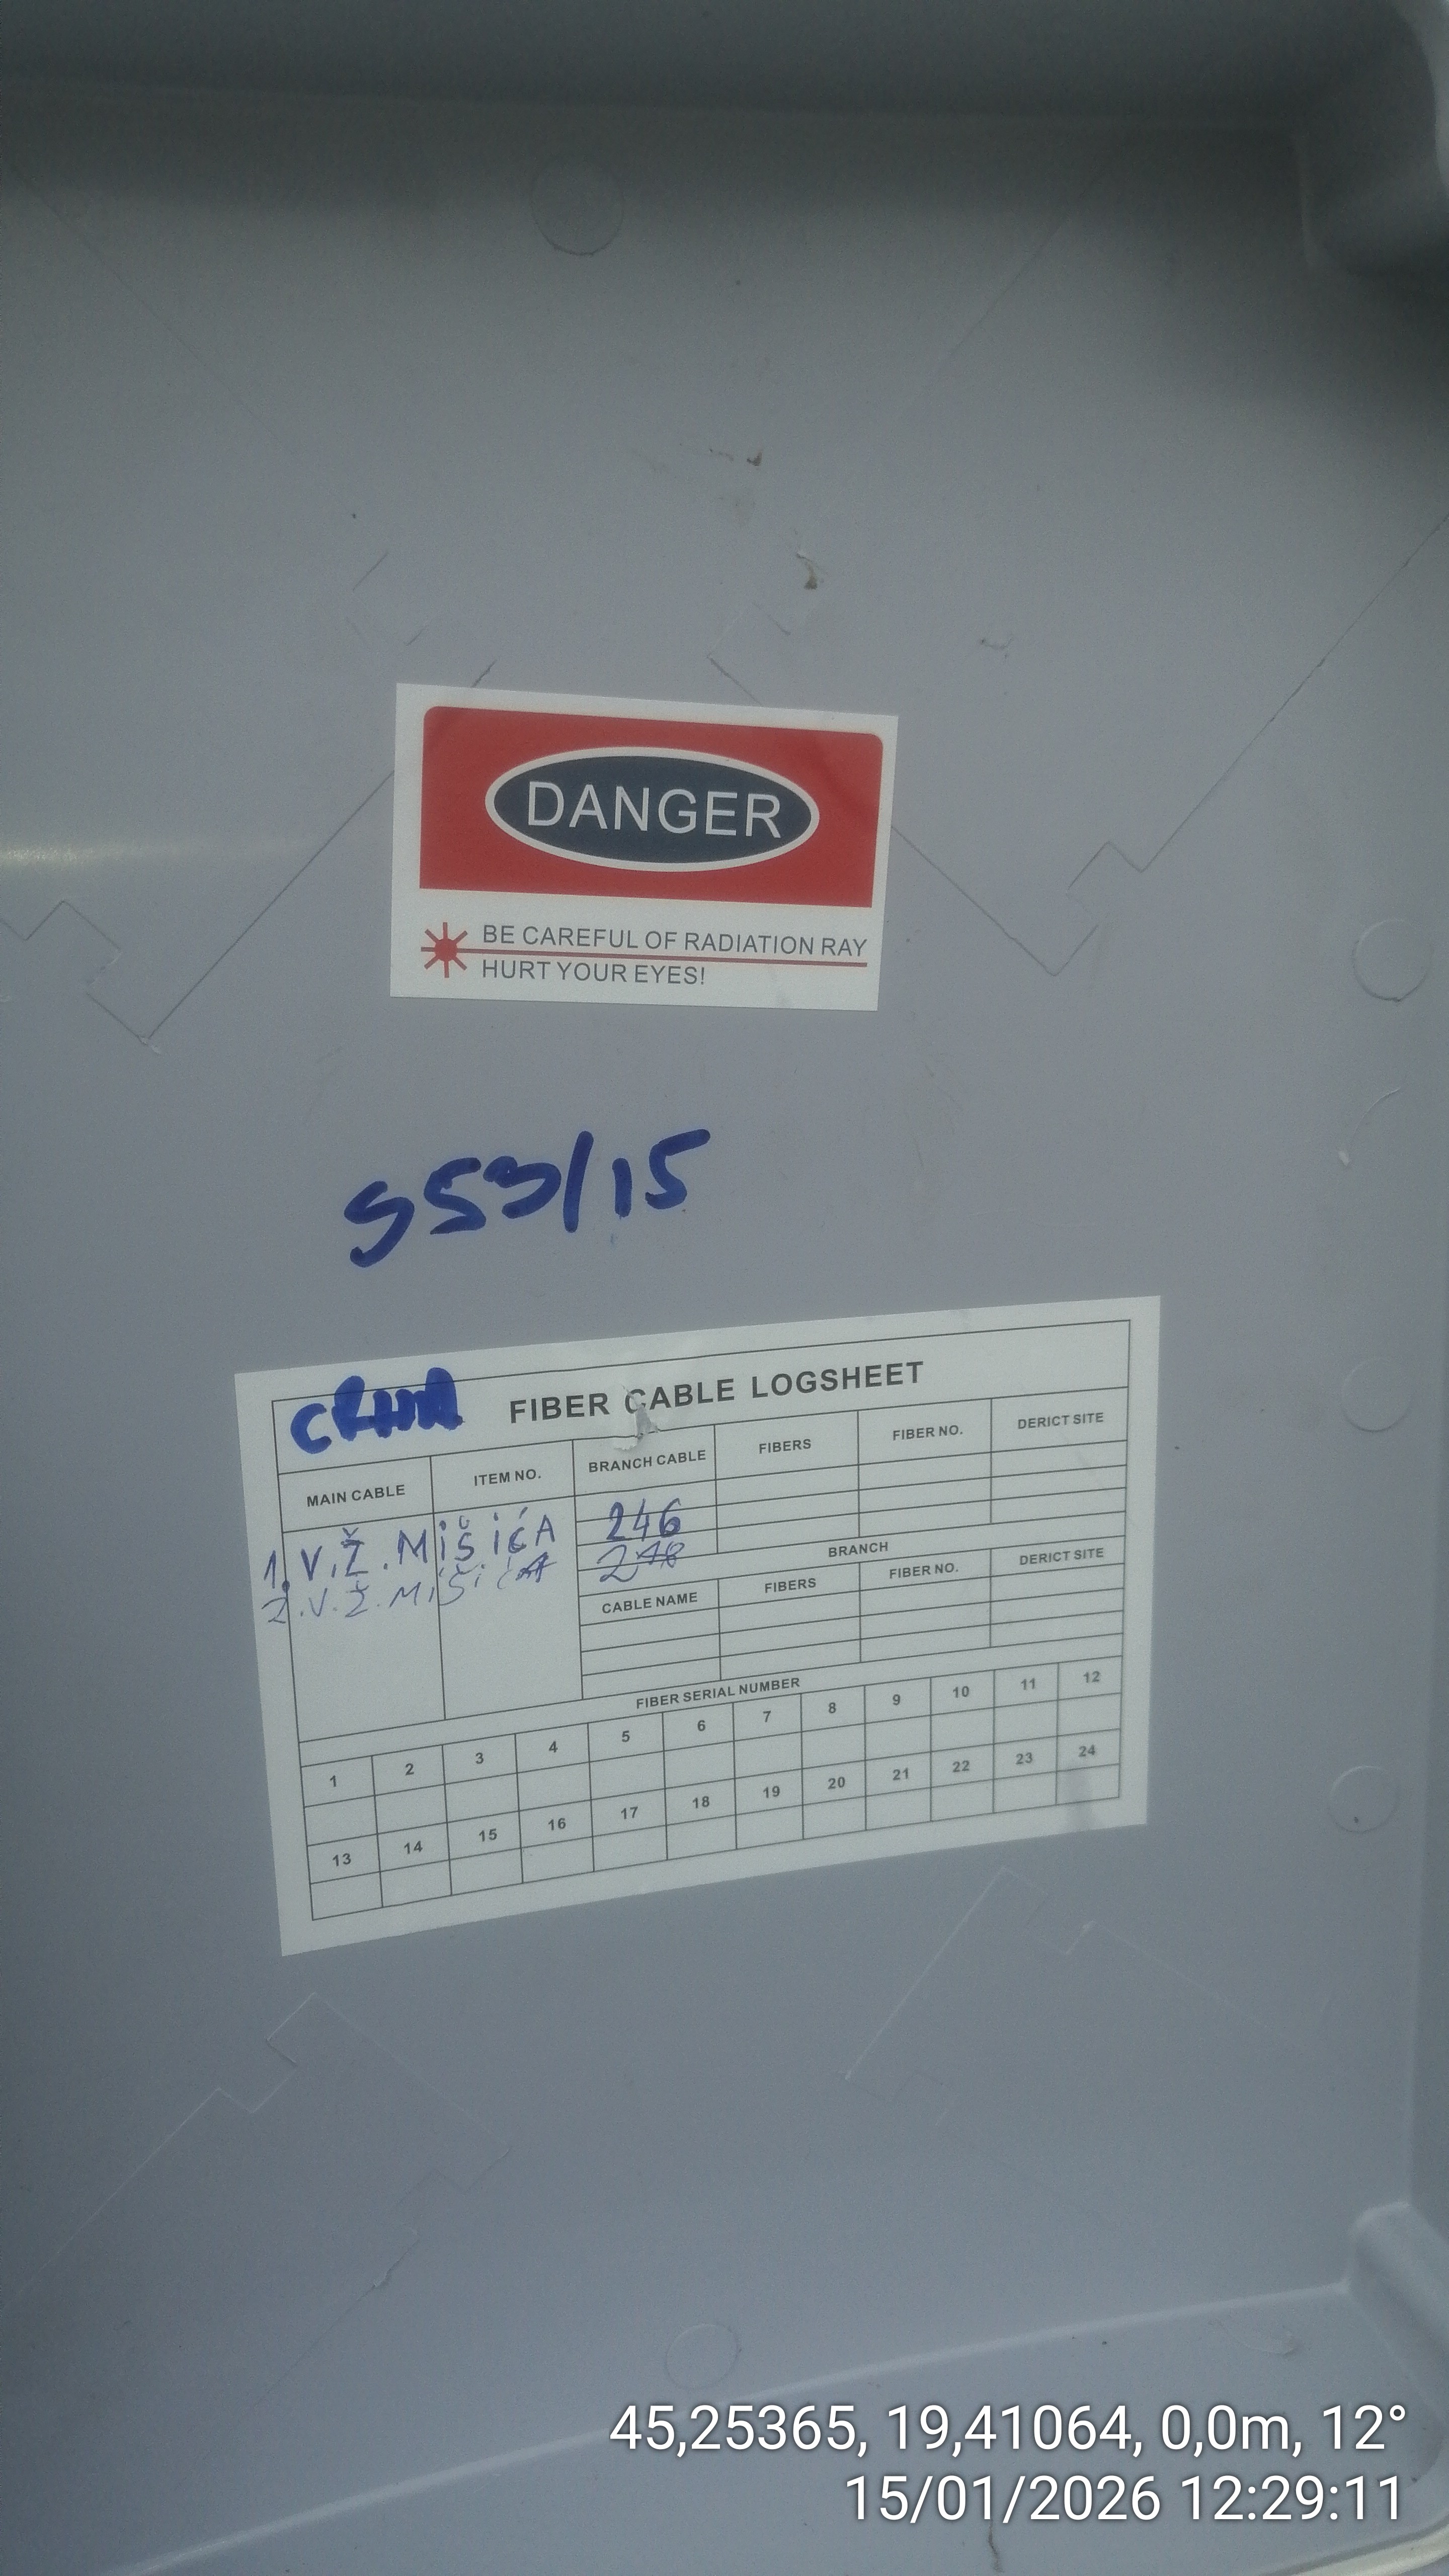 DANGER
BE CAREFUL OF RADIATION RAY
HURT YOUR EYES!
S53/15
FIBER CABLE LOGSHEET
MAIN CABLE ITEM NO. BRANCH CABLE FIBERS FIBER NO. DERICT SITE
1. V.Ž. MišićA 246
2. V.Ž. Mišića
BRANCH
CABLE NAME FIBERS FIBER NO. DERICT SITE
FIBER SERIAL NUMBER
1 2 3 4 5 6 7 8 9 10 11 12
13 14 15 16 17 18 19 20 21 22 23 24
45,25365, 19,41064, 0,0m, 12°
15/01/2026 12:29:11